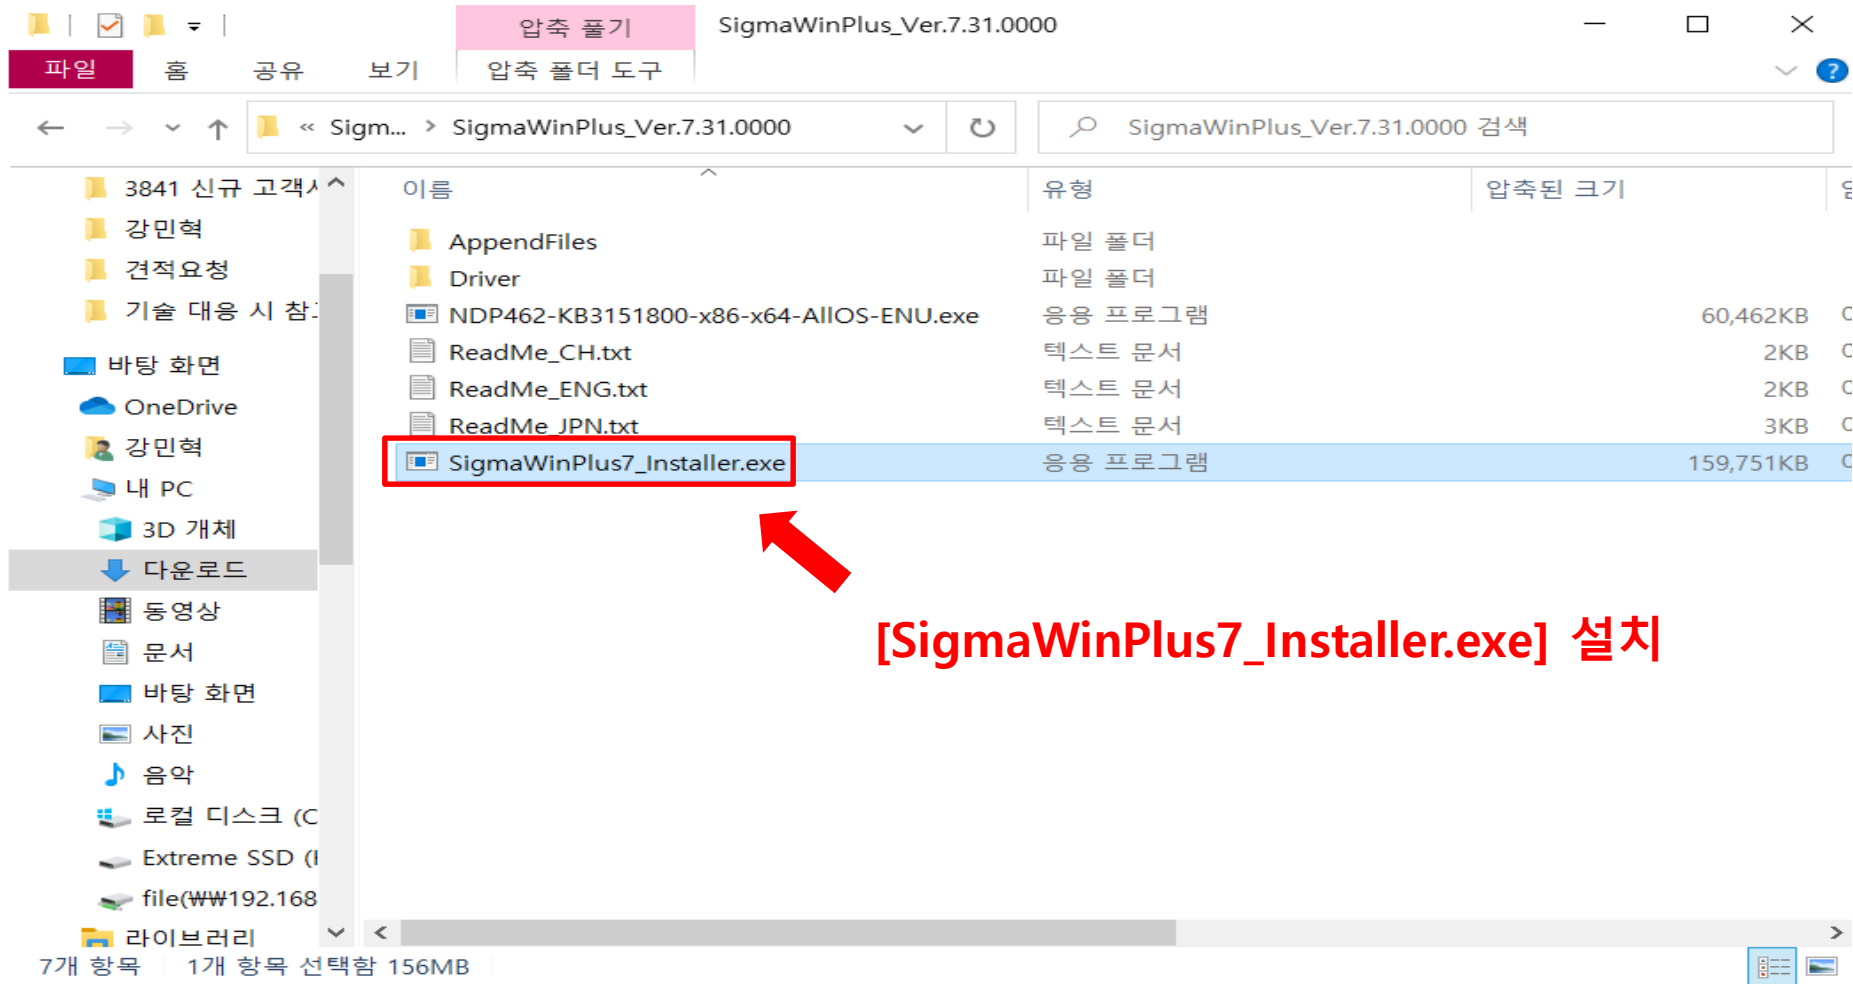 압축 풀기
SigmaWinPlus_Ver.7.31.0000
파일
홈
공유
보기
압축 폴더 도구
?
« Sigm... > SigmaWinPlus_Ver.7.31.0000
SigmaWinPlus_Ver.7.31.0000 검색
이름
유형
압축된 크기
3841 신규 고객
강민혁
견적요청
기술 대응 시
바탕 화면
OneDrive
강민혁
내 PC
3D 개체
다운로드
동영상
문서
바탕 화면
사진
음악
로컬 디스크 (C
Extreme SSD (
file(₩₩192.168
라이브러리
AppendFiles 파일 폴더
Driver 파일 폴더
NDP462-KB3151800-x86-x64-AllOS-ENU.exe 응용 프로그램 60,462KB
ReadMe_CH.txt 텍스트 문서 2KB
ReadMe_ENG.txt 텍스트 문서 2KB
ReadMe_JPN.txt 텍스트 문서 3KB
SigmaWinPlus7_Installer.exe 응용 프로그램 159,751KB
[SigmaWinPlus7_Installer.exe] 설치
7개 항목
1개 항목 선택함 156MB